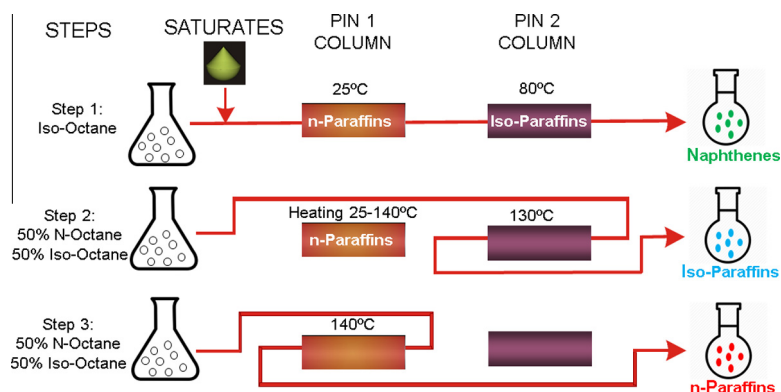 STEPS
SATURATES
PIN 1
COLUMN
PIN 2
COLUMN
Step 1:
Iso-Octane
25ºC
n-Paraffins
80ºC
Iso-Paraffins
Naphthenes
Step 2:
50% N-Octane
50% Iso-Octane
Heating 25-140ºC
n-Paraffins
130ºC
Iso-Paraffins
Step 3:
50% N-Octane
50% Iso-Octane
140ºC
n-Paraffins